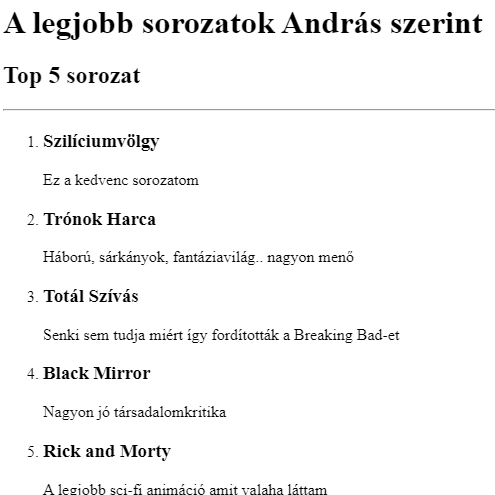 A legjobb sorozatok András szerint
Top 5 sorozat
1. Szilíciumvölgy
Ez a kedvenc sorozatom
2. Trónok Harca
Háború, sárkányok, fantáziavilág.. nagyon menő
3. Totál Szívás
Senki sem tudja miért így fordították a Breaking Bad-et
4. Black Mirror
Nagyon jó társadalomkritika
5. Rick and Morty
A legjobb sci-fi animáció amit valaha láttam